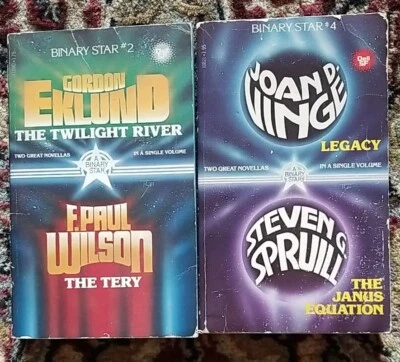 BINARY STAR #2
GORDON
EKLUND
THE TWILIGHT RIVER
TWO GREAT NOVELLAS
IN A SINGLE VOLUME
A
BINARY
STAR
F. PAUL
WILSON
THE TERY
BINARY STAR #4
JOAN D.
VINGE
LEGACY
TWO GREAT NOVELLAS
IN A SINGLE VOLUME
A
BINARY
STAR
STEVEN G.
SPRUILL
THE
JANUS
EQUATION